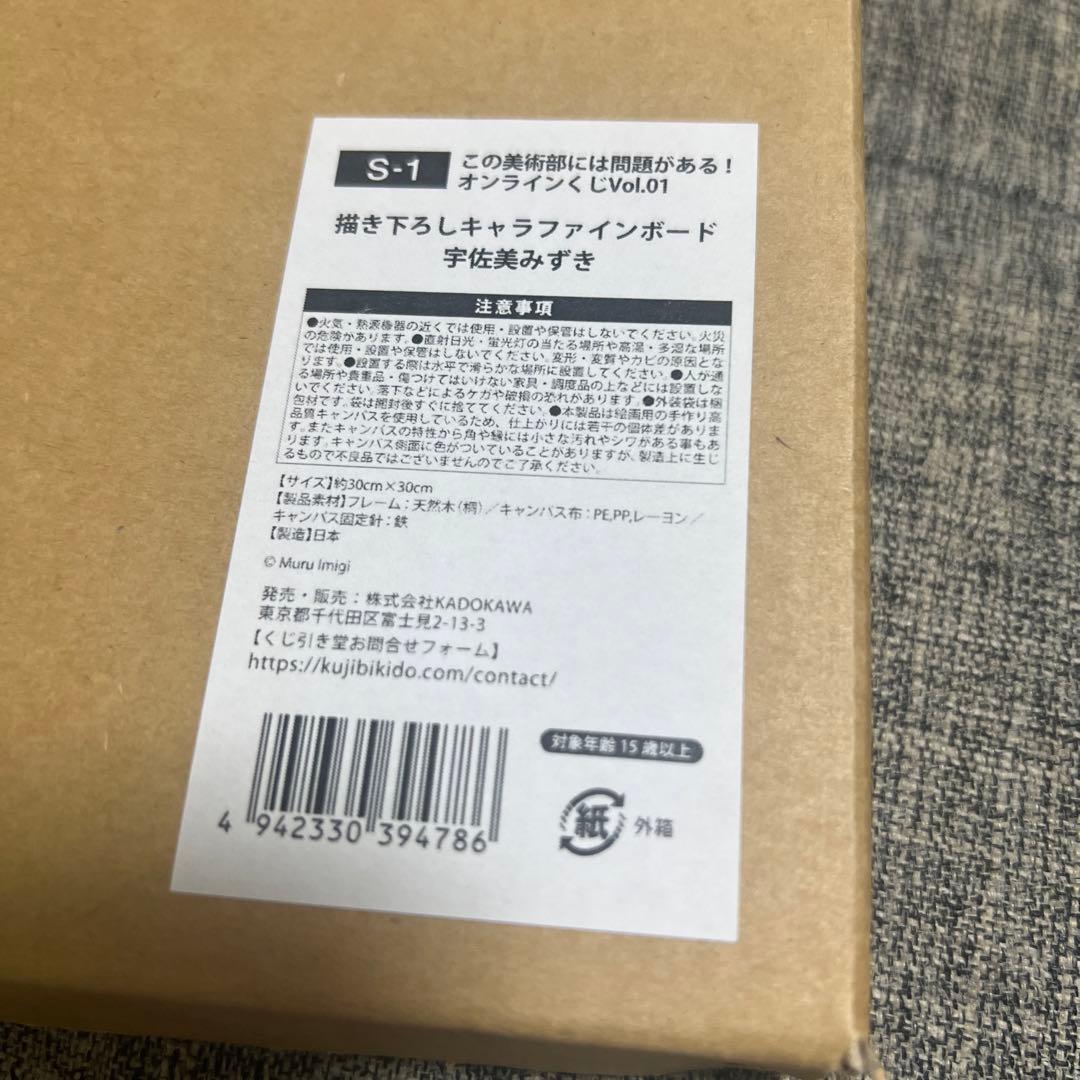 S-1
この美術部には問題がある！
オンラインくじVol.01
描き下ろしキャラファインボード
宇佐美みずき
注意事項
●火気・熱源機器の近くでは使用・設置や保管はしないでください。火災
の危険があります。●直射日光・蛍光灯の当たる場所や高温・多湿な場所
では使用・設置や保管はしないでください。変形・変質やカビの原因とな
ります。●設置する際は水平で滑らかな場所に設置してください。●人が通
る場所や貴重品・傷つけてはいけない家具・調度品の上などには設置しな
いでください。落下などによるケガや破損の恐れがあります。●外装袋は梱
包材です。袋は開封後すぐに捨ててください。●本製品は絵画用の手作り高
品質キャンバスを使用しているため、仕上がりには若干の個体差がありま
す。またキャンバスの特性から角や縁には小さな汚れやシワがある事もあ
ります。キャンバス側面に色がついていることがありますが、製造上に生じ
るもので不良品ではございませんのでご了承ください。
【サイズ】約30cm×30cm
【製品素材】フレーム：天然木（桐）／キャンバス布：PE,PP,レーヨン／
キャンバス固定針：鉄
【製造】日本
© Muru Imigi
発売・販売：株式会社KADOKAWA
東京都千代田区富士見2-13-3
【くじ引き堂お問合せフォーム】
https://kujibikido.com/contact/
対象年齢 15 歳以上
紙 外箱
4 942330 394786